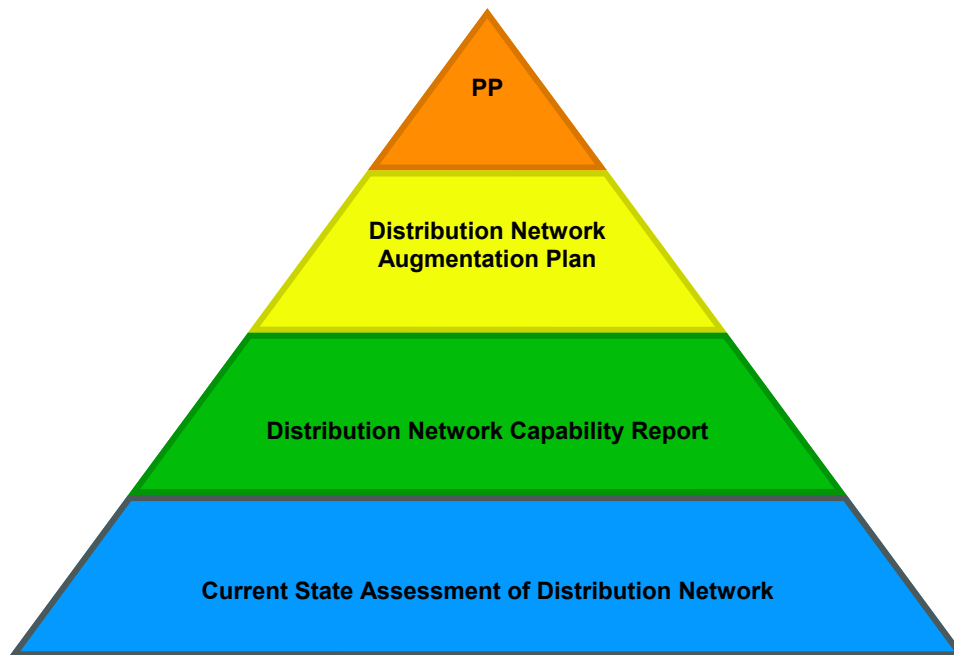 PP
Distribution Network
Augmentation Plan
Distribution Network Capability Report
Current State Assessment of Distribution Network